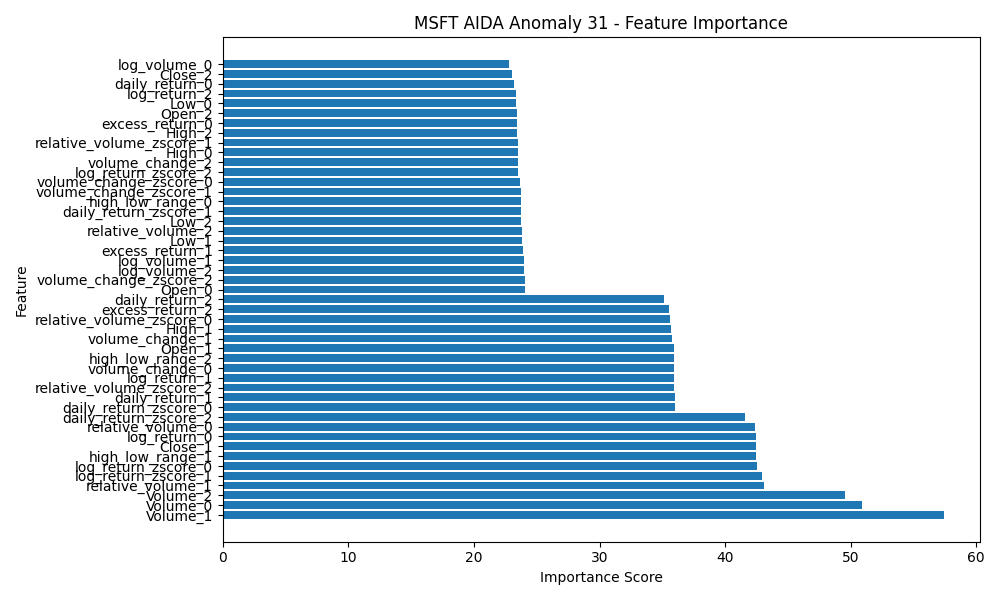 MSFT AIDA Anomaly 31 - Feature Importance
log_volume_0
Close_2
daily_return_0
log_return_2
Low_0
Open_2
excess_return_0
High_2
relative_volume_zscore_1
High_0
volume_change_2
log_return_zscore_2
volume_change_zscore_0
volume_change_zscore_1
high_low_range_0
daily_return_zscore_1
Low_2
relative_volume_2
Low_1
excess_return_1
log_volume_1
log_volume_2
volume_change_zscore_2
Open_0
daily_return_2
excess_return_2
relative_volume_zscore_0
High_1
volume_change_1
Open_1
high_low_range_2
volume_change_0
log_return_1
relative_volume_zscore_2
daily_return_1
daily_return_zscore_0
daily_return_zscore_2
relative_volume_0
log_return_0
Close_1
high_low_range_1
log_return_zscore_0
log_return_zscore_1
relative_volume_1
Volume_2
Volume_0
Volume_1
Feature
0 10 20 30 40 50 60
Importance Score